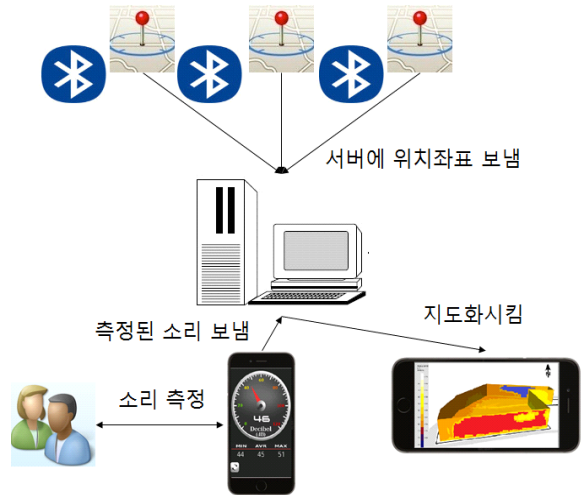 서버에 위치좌표 보냄
측정된 소리 보냄
지도화시킴
소리 측정
46
Decibel
MIN AVR MAX
44 45 51